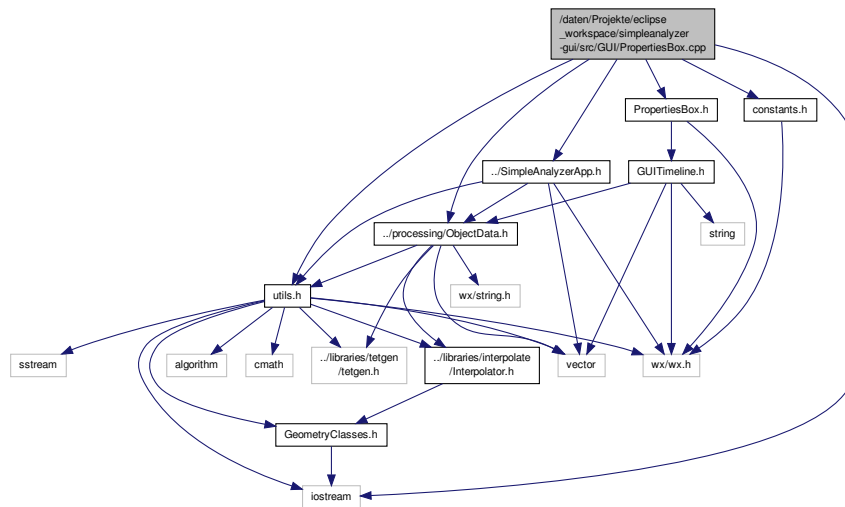 /daten/Projekte/eclipse
_workspace/simpleanalyzer
-gui/src/GUI/PropertiesBox.cpp
PropertiesBox.h
constants.h
../SimpleAnalyzerApp.h
GUITimeline.h
../processing/ObjectData.h
string
utils.h
wx/string.h
sstream
algorithm
cmath
../libraries/tetgen
/tetgen.h
../libraries/interpolate
/Interpolator.h
vector
wx/wx.h
GeometryClasses.h
iostream